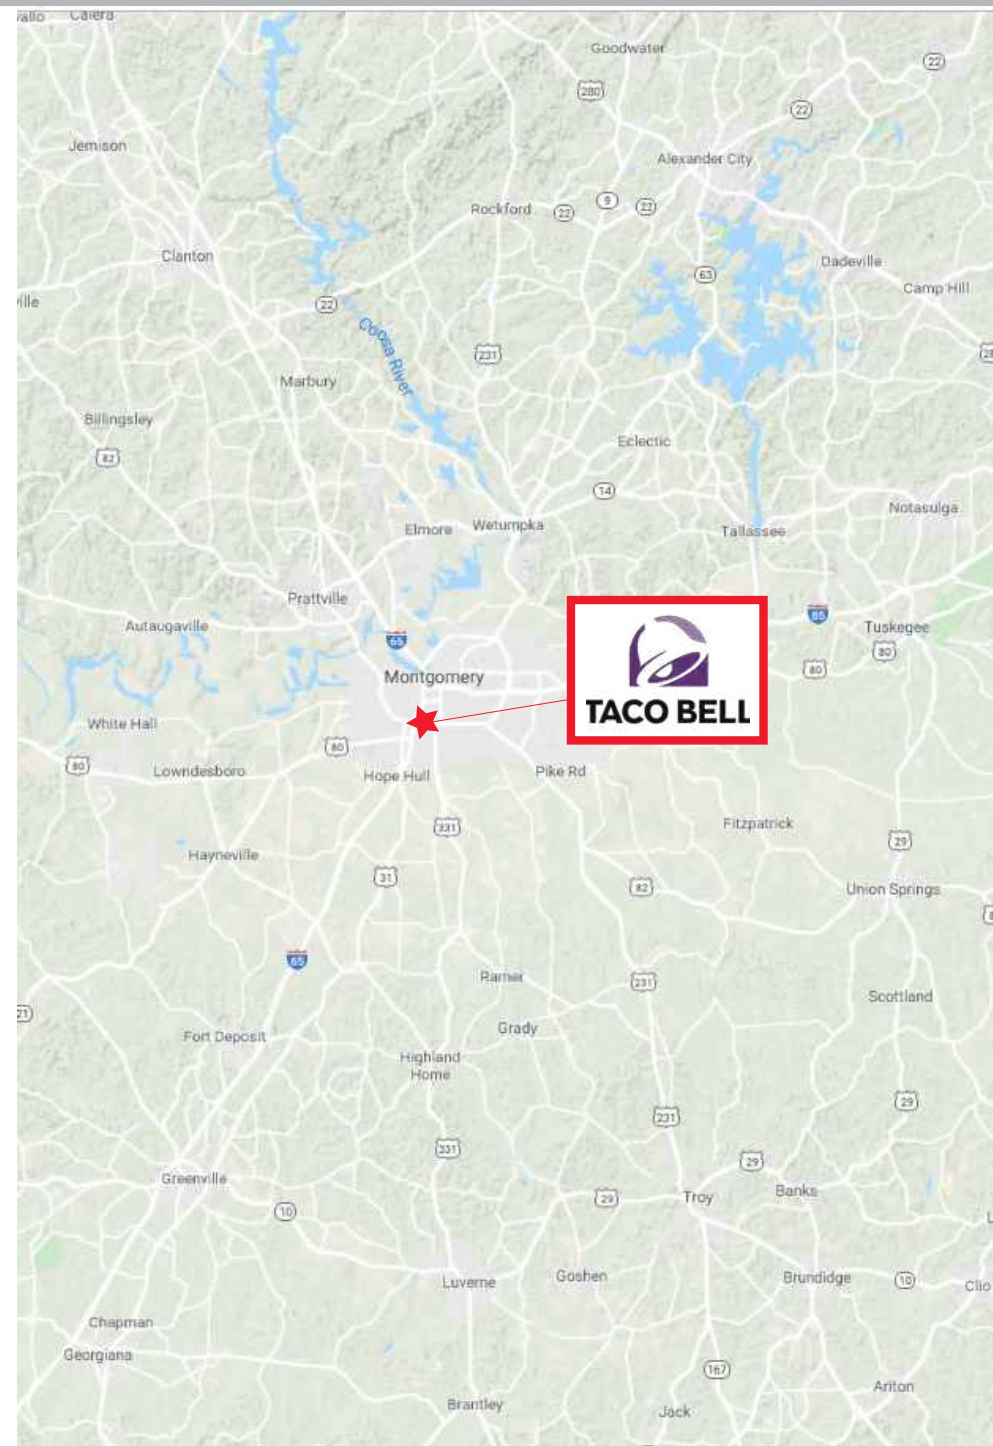 Calera
Goodwater
22
280
22
Jemison
Alexander City
Rockford
22
9
22
Clanton
Dadeville
63
Camp Hill
ville
22
Coosa River
231
Marbury
Billingsley
82
Eclectic
14
Notasulga
Elmore
Wetumpka
Tallassee
Prattville
Autaugaville
65
85
Tuskegee
80
80
Montgomery
TACO BELL
White Hall
80
80
Lowndesboro
Hope Hull
Pike Rd
331
Fitzpatrick
29
Hayneville
31
82
Union Springs
65
Ramer
231
Scottland
21
Grady
Fort Deposit
Highland
Home
29
231
331
29
Greenville
Banks
29
Troy
10
Luverne
Goshen
Brundidge
10
Clio
Chapman
Georgiana
167
Ariton
Brantley
Jack